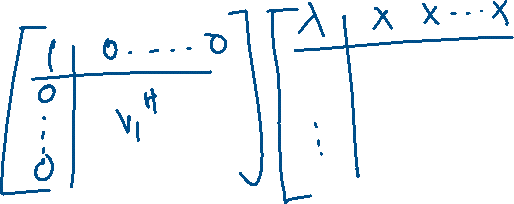 [ 1 | 0 ..... 0 ] [ λ | x x ... x ]
0 V₁ᴴ
⋮ ⋮
0